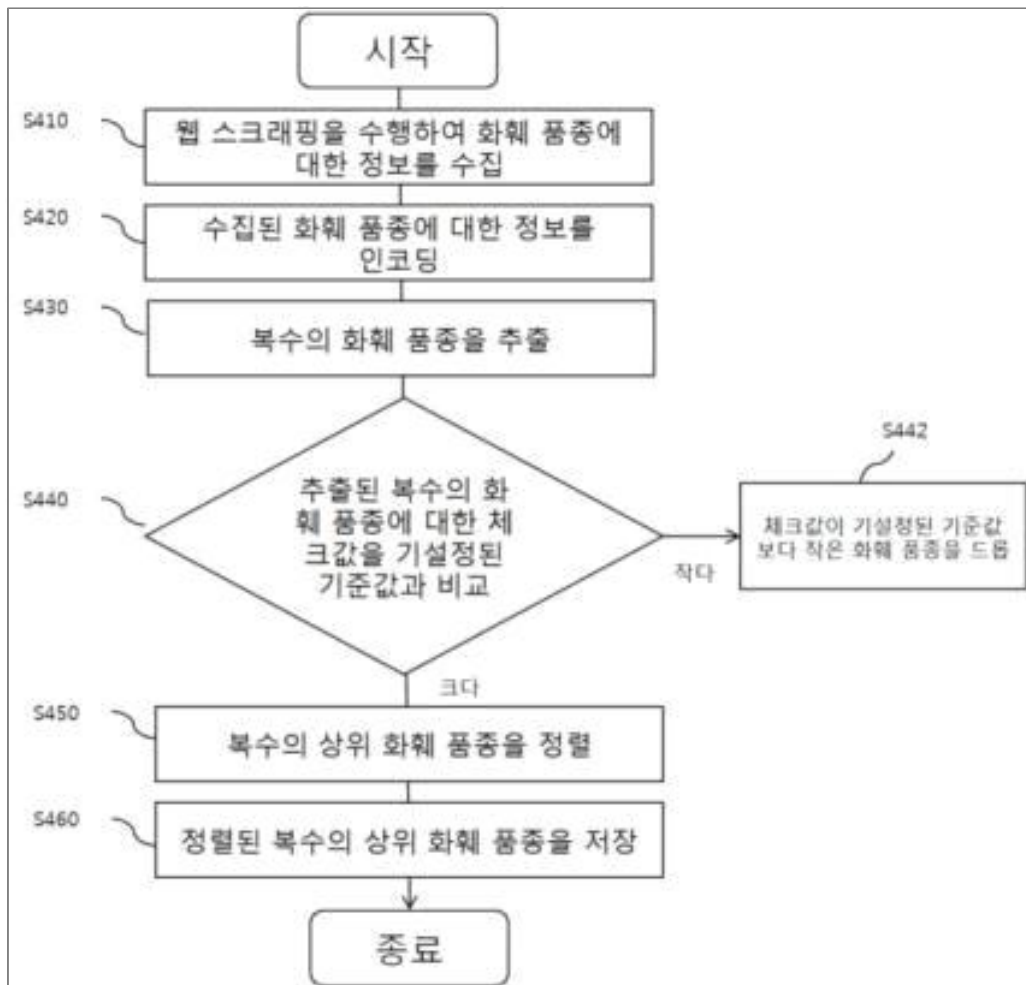 시작
S410
웹 스크래핑을 수행하여 화훼 품종에
대한 정보를 수집
S420
수집된 화훼 품종에 대한 정보를
인코딩
S430
복수의 화훼 품종을 추출
S440
추출된 복수의 화
훼 품종에 대한 체
크값을 기설정된
기준값과 비교
작다
S442
체크값이 기설정된 기준값
보다 작은 화훼 품종을 드롭
크다
S450
복수의 상위 화훼 품종을 정렬
S460
정렬된 복수의 상위 화훼 품종을 저장
종료